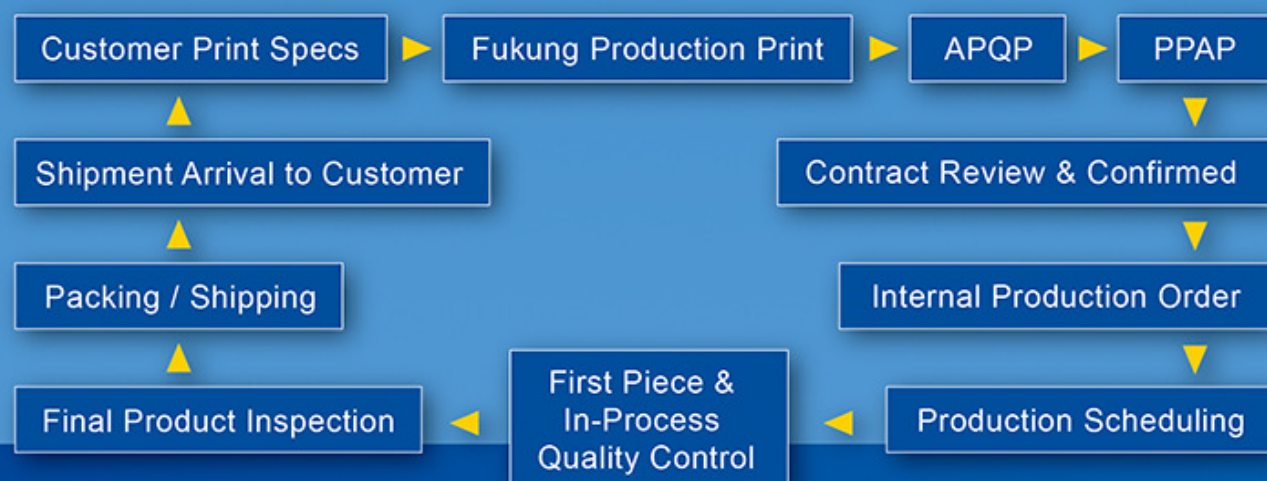 Customer Print Specs
Fukung Production Print
APQP
PPAP
Contract Review & Confirmed
Internal Production Order
Production Scheduling
First Piece &
In-Process
Quality Control
Final Product Inspection
Packing / Shipping
Shipment Arrival to Customer